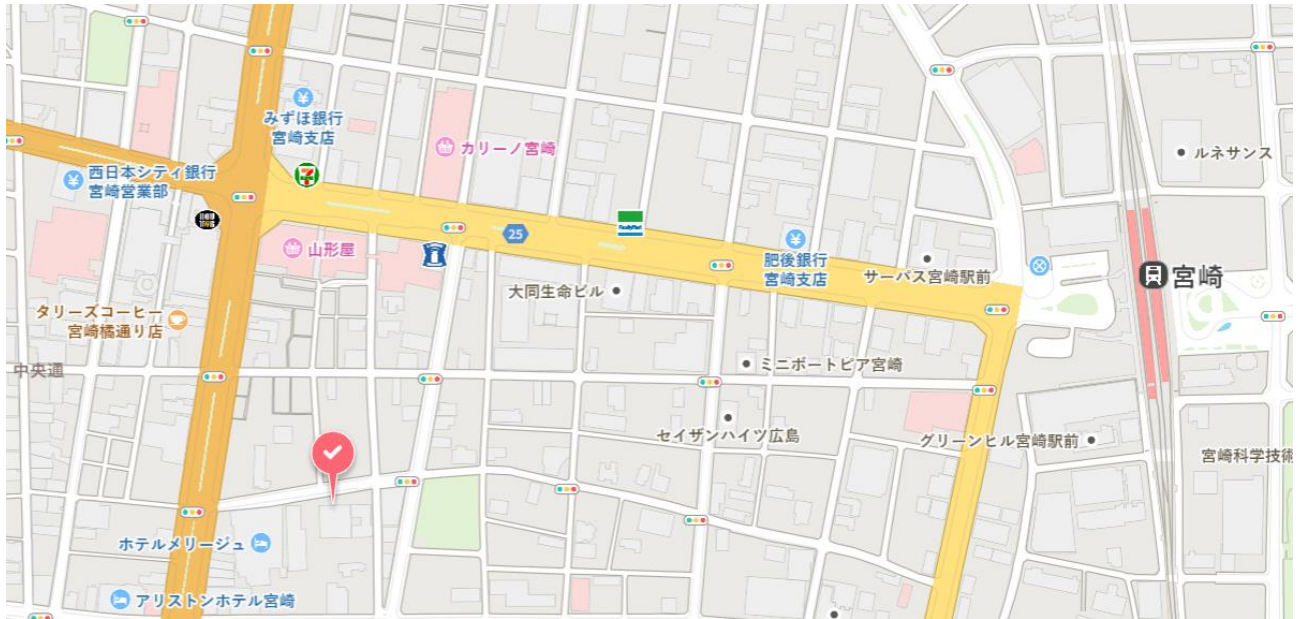 みずほ銀行
宮崎支店
カリーノ宮崎
ルネサンス
西日本シティ銀行
宮崎営業部
7
FamilyMart
25
山形屋
肥後銀行
宮崎支店
サーパス宮崎駅前
宮崎
大同生命ビル
タリーズコーヒー
宮崎橘通り店
中央通
ミニボートピア宮崎
セイザンハイツ広島
グリーンヒル宮崎駅前
宮崎科学技術
ホテルメリージュ
アリストンホテル宮崎